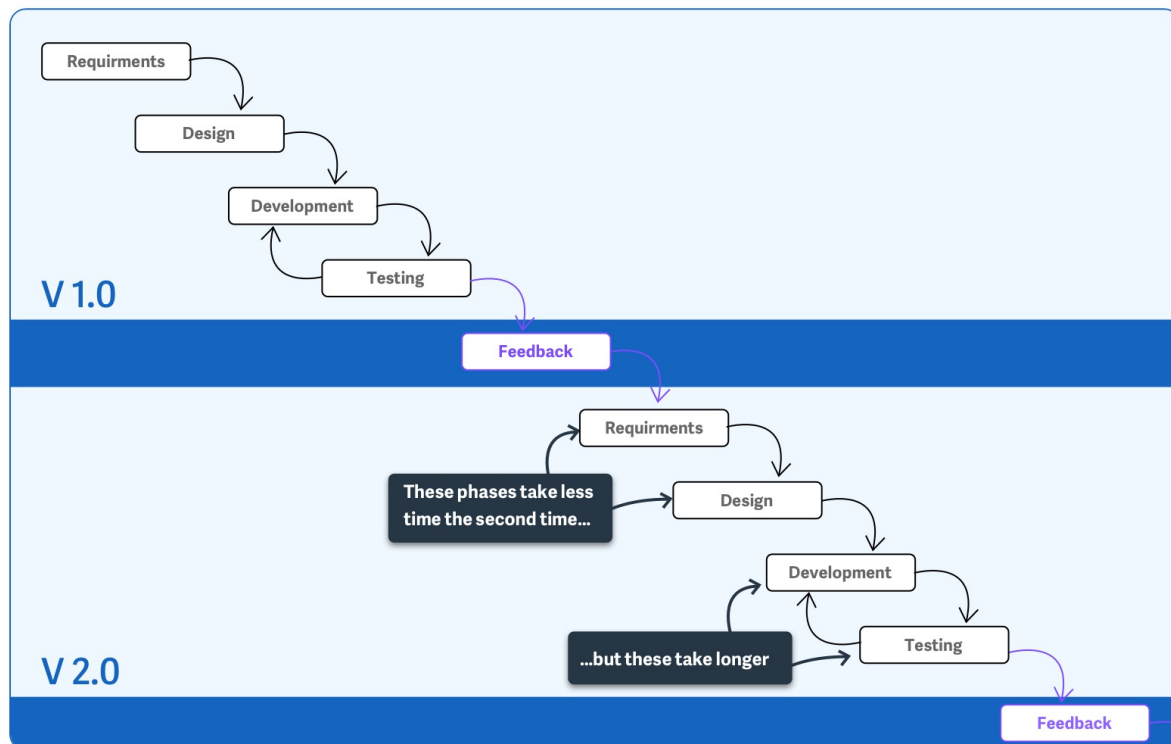 Requirments
Design
Development
Testing
V 1.0
Feedback
Requirments
These phases take less
time the second time...
Design
Development
...but these take longer
Testing
V 2.0
Feedback